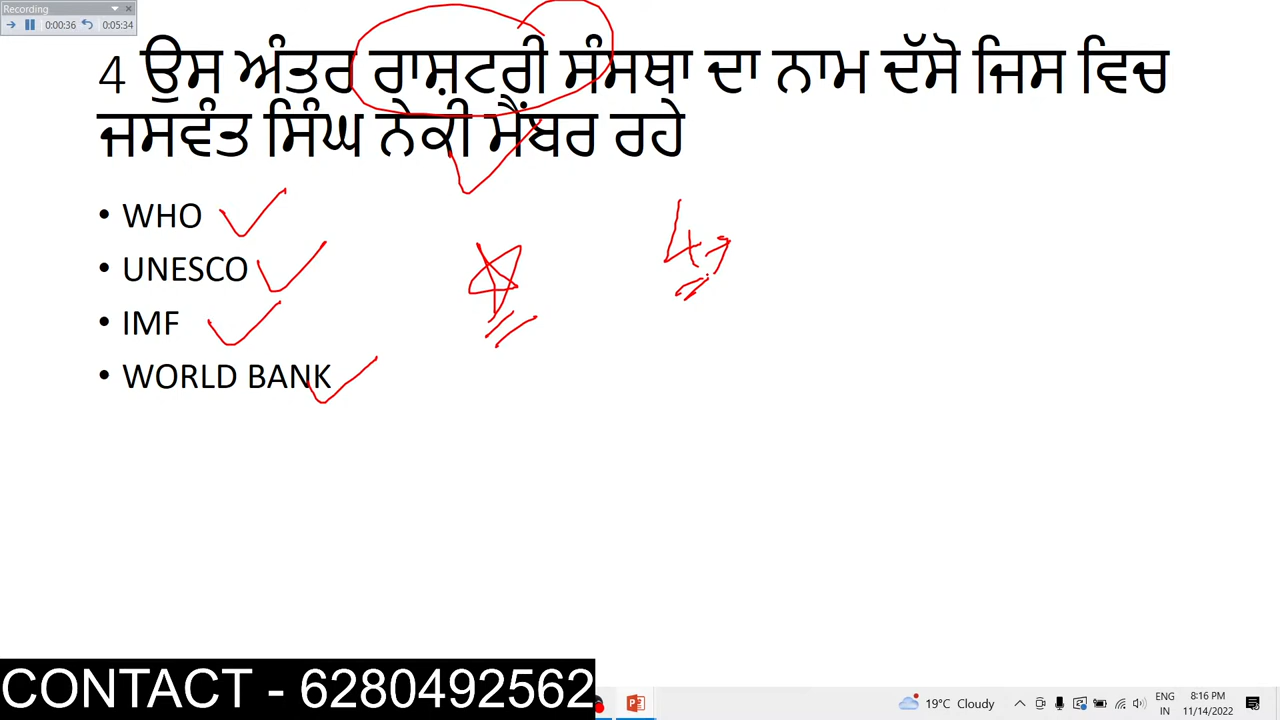 Recording
0:00:36 0:05:34
4 ਉਸ ਅੰਤਰ ਰਾਸ਼ਟਰੀ ਸੰਸਥਾ ਦਾ ਨਾਮ ਦੱਸੋ ਜਿਸ ਵਿਚ
ਜਸਵੰਤ ਸਿੰਘ ਨੇਕੀ ਮੈਂਬਰ ਰਹੇ
• WHO
• UNESCO
• IMF
• WORLD BANK
CONTACT - 6280492562
19°C Cloudy
ENG
IN
8:16 PM
11/14/2022